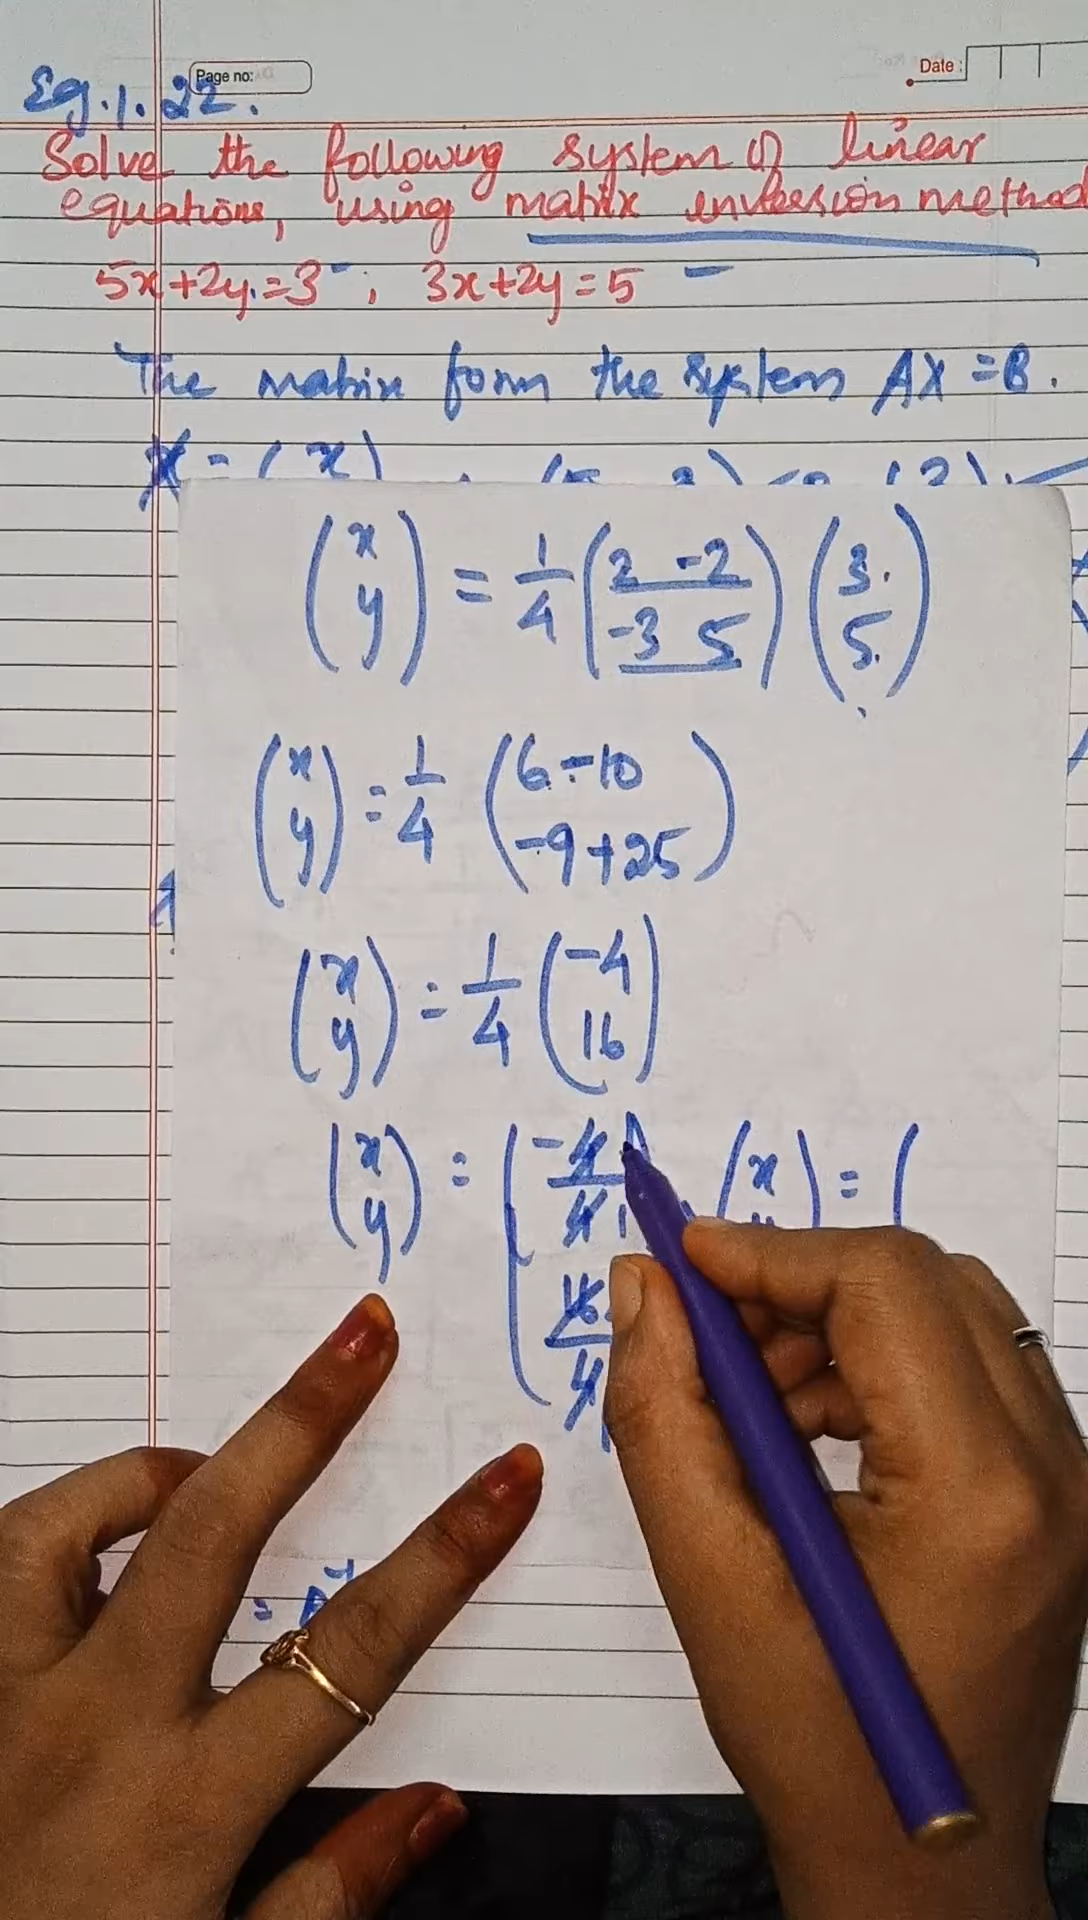 Page no:
Date :
Eg.1.22.
Solve the following system of linear
equations, using matrix inversion method
5x+2y=3 ; 3x+2y=5
The matrix form the system AX=B.
X = ( x )
(x y) = 1/4 (2 -2 -3 5) (3 5)
(x y) = 1/4 (6-10 -9+25)
(x y) = 1/4 (-4 16)
(x y) = (-4/4 16/4) (x y) = (
= A⁻¹